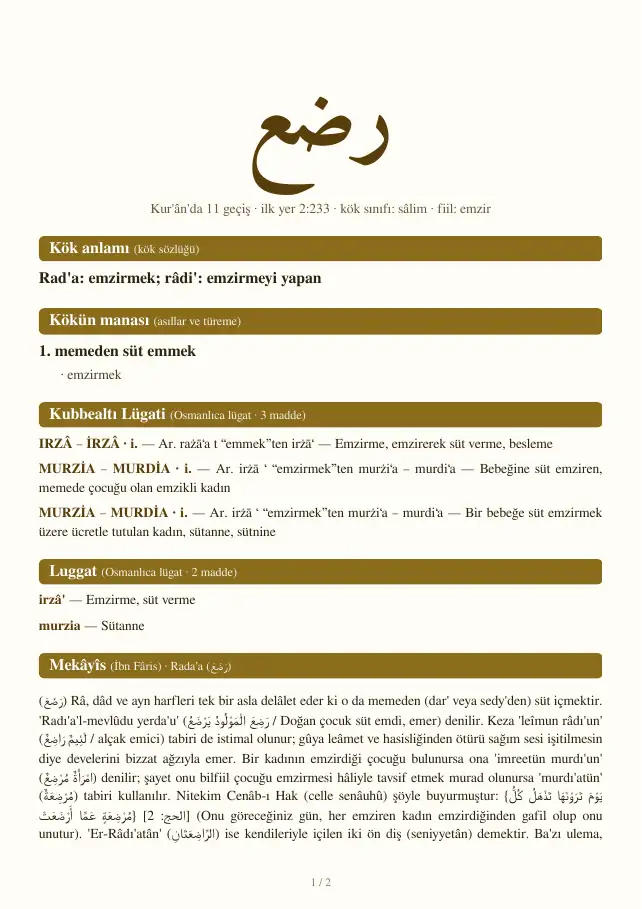 رضع
Kur'ân'da 11 geçiş · ilk yer 2:233 · kök sınıfı: sâlim · fiil: emzir
Kök anlamı (kök sözlüğü)
Rad'a: emzirmek; râdi': emzirmeyi yapan
Kökün manası (asıllar ve türeme)
1. memeden süt emmek
· emzirmek
Kubbealtı Lügati (Osmanlıca lügat · 3 madde)
IRZÂ – İRZÂ · i. — Ar. rażā‘a t “emmek”ten irżā‘ — Emzirme, emzirerek süt verme, besleme
MURZİA – MURDİA · i. — Ar. irżā ‘ “emzirmek”ten murżi‘a – murdi‘a — Bebeğine süt emziren,
memede çocuğu olan emzikli kadın
MURZİA – MURDİA · i. — Ar. irżā ‘ “emzirmek”ten murżi‘a – murdi‘a — Bir bebeğe süt emzirmek
üzere ücretle tutulan kadın, sütanne, sütnine
Luggat (Osmanlıca lügat · 2 madde)
irzâ' — Emzirme, süt verme
murzia — Sütanne
Mekâyîs (İbn Fâris) · Rada'a (رَضَعَ)
(رَضَعَ) Râ, dâd ve ayn harfleri tek bir asla delâlet eder ki o da memeden (dar' veya sedy'den) süt içmektir.
'Radı'a'l-mevlûdu yerda'u' (رَضِعَ الْمَوْلُودُ يَرْضَعُ / Doğan çocuk süt emdi, emer) denilir. Keza 'leîmun râdı'un'
(لَئِيمٌ رَاضِعٌ / alçak emici) tabiri de istimal olunur; gûya leâmet ve hasisliğinden ötürü sağım sesi işitilmesin
diye develerini bizzat ağzıyla emer. Bir kadının emzirdiği çocuğu bulunursa ona 'imreetün murdı'un'
(امْرَأَةٌ مُرْضِعٌ) denilir; şayet onu bilfiil çocuğu emzirmesi hâliyle tavsif etmek murad olunursa 'murdı'atün'
(مُرْضِعَةٌ) tabiri kullanılır. Nitekim Cenâb-ı Hak (celle senâuhû) şöyle buyurmuştur: {يَوْمَ تَرَوْنَهَا تَذْهَلُ كُلُّ
مُرْضِعَةٍ عَمَّا أَرْضَعَتْ} [الحج: 2] (Onu göreceğiniz gün, her emziren kadın emzirdiğinden gafil olup onu
unutur). 'Er-Râdı'atân' (الرَّاضِعَتَانِ) ise kendileriyle içilen iki ön diş (seniyyetân) demektir. Ba'zı ulema,
1 / 2